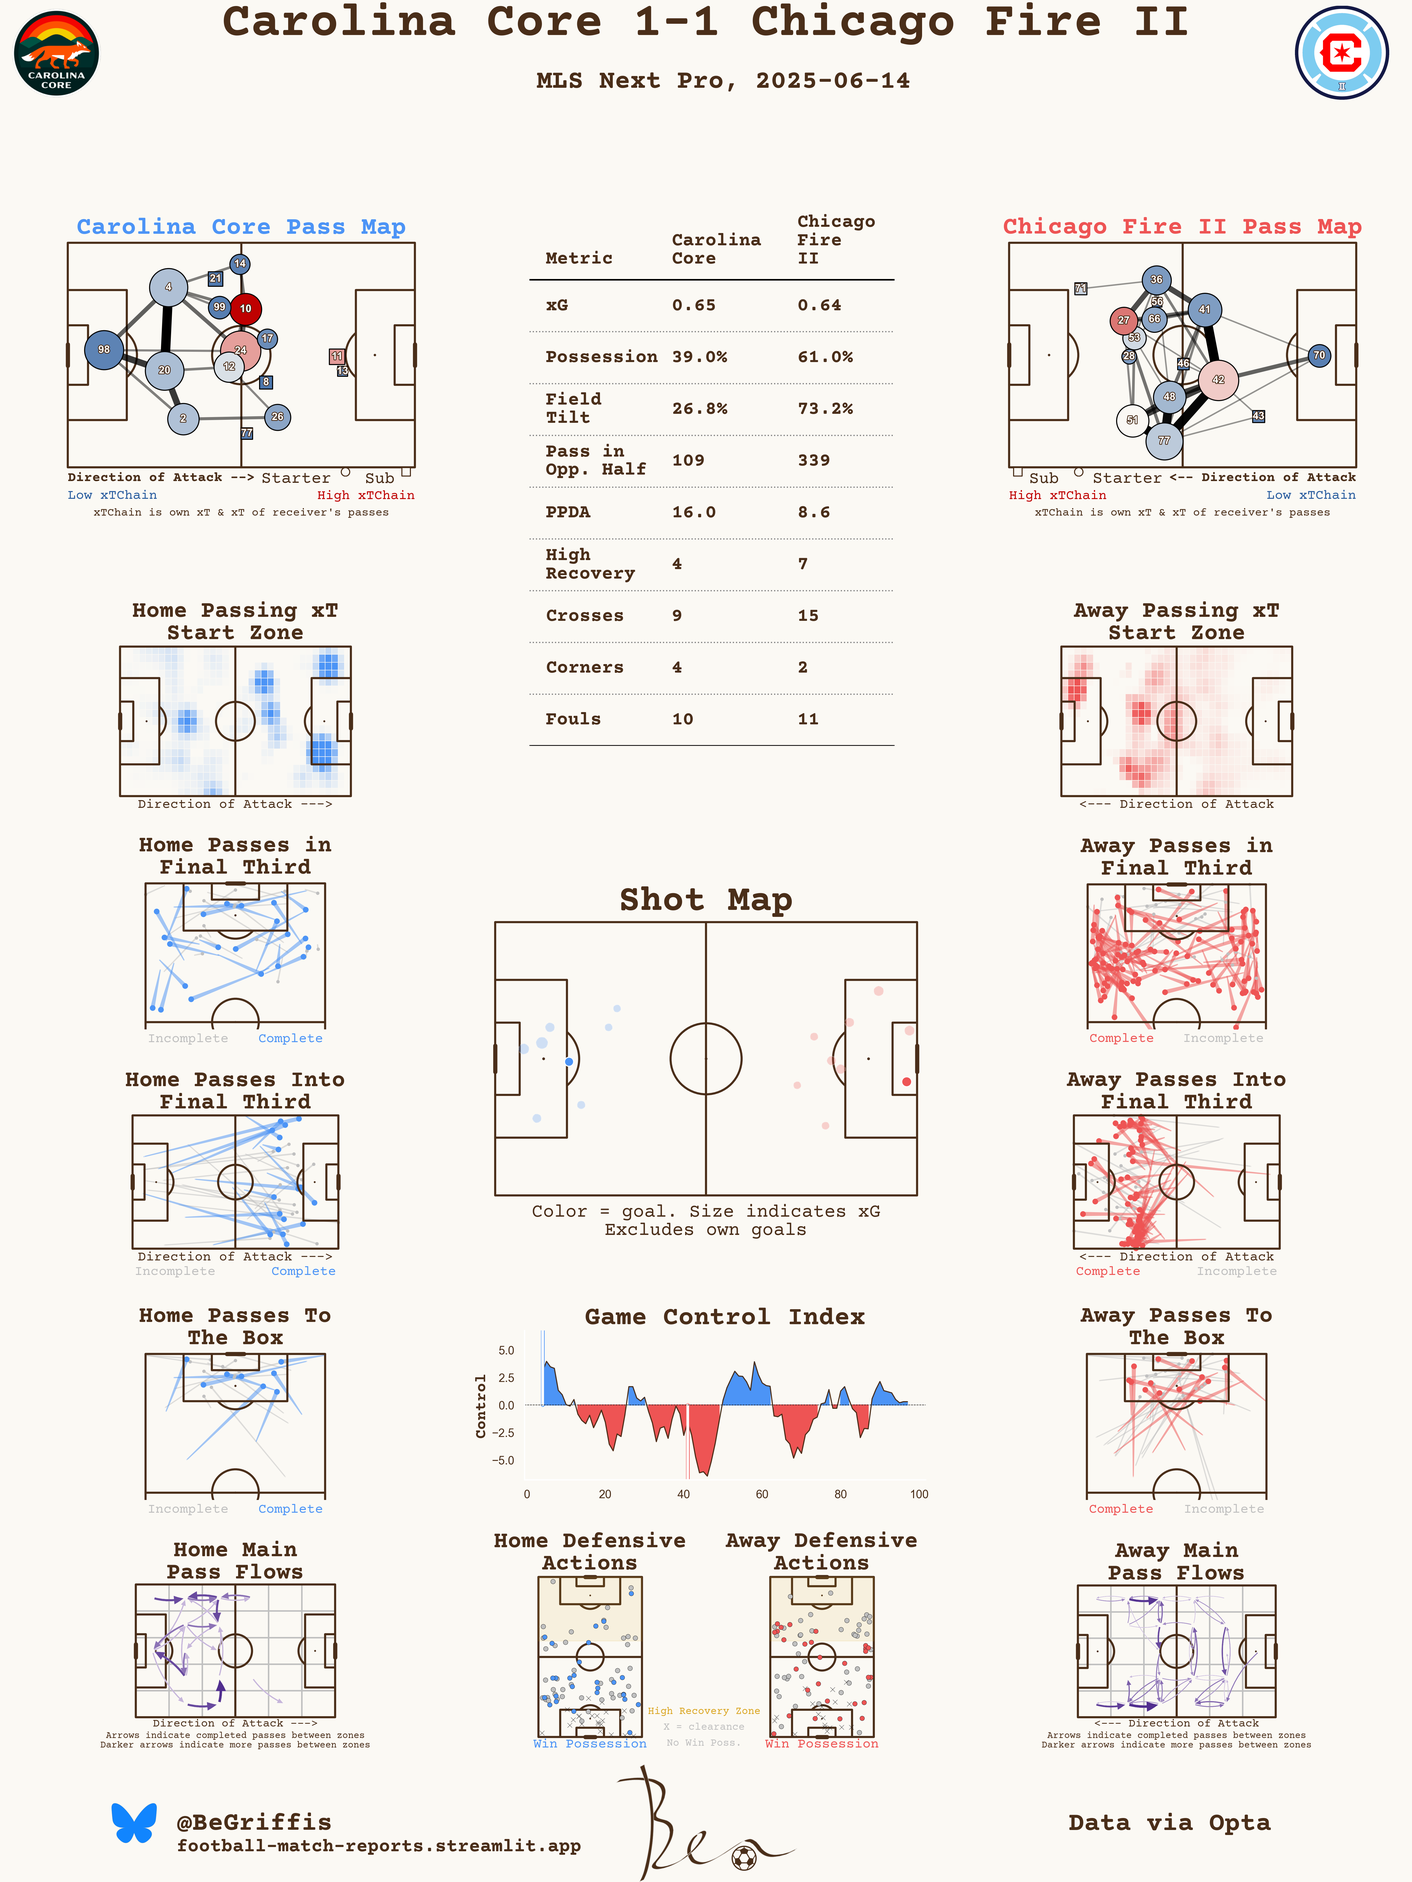 Carolina Core 1-1 Chicago Fire II
MLS Next Pro, 2025-06-14
CAROLINA
CORE
II
Carolina Core Pass Map
4
21
14
99
10
98
20
24
17
12
11
13
8
2
26
77
Direction of Attack --> Starter Sub
Low xTChain High xTChain
xTChain is own xT & xT of receiver's passes
Metric Carolina Core Chicago Fire II
xG 0.65 0.64
Possession 39.0% 61.0%
Field Tilt 26.8% 73.2%
Pass in Opp. Half 109 339
PPDA 16.0 8.6
High Recovery 4 7
Crosses 9 15
Corners 4 2
Fouls 10 11
Chicago Fire II Pass Map
71
36
56
41
27
66
53
28
46
70
42
48
51
43
77
Sub Starter <-- Direction of Attack
High xTChain Low xTChain
xTChain is own xT & xT of receiver's passes
Home Passing xT
Start Zone
Direction of Attack --->
Away Passing xT
Start Zone
<--- Direction of Attack
Home Passes in
Final Third
Incomplete Complete
Shot Map
Color = goal. Size indicates xG
Excludes own goals
Away Passes in
Final Third
Complete Incomplete
Home Passes Into
Final Third
Direction of Attack --->
Incomplete Complete
Away Passes Into
Final Third
<--- Direction of Attack
Complete Incomplete
Home Passes To
The Box
Incomplete Complete
Game Control Index
Control
5.0
2.5
0.0
−2.5
−5.0
0 20 40 60 80 100
Away Passes To
The Box
Complete Incomplete
Home Main
Pass Flows
Direction of Attack --->
Arrows indicate completed passes between zones
Darker arrows indicate more passes between zones
Home Defensive
Actions
Win Possession
High Recovery Zone
X = clearance
No Win Poss.
Away Defensive
Actions
Win Possession
Away Main
Pass Flows
<--- Direction of Attack
Arrows indicate completed passes between zones
Darker arrows indicate more passes between zones
@BeGriffis
football-match-reports.streamlit.app
Ben
Data via Opta